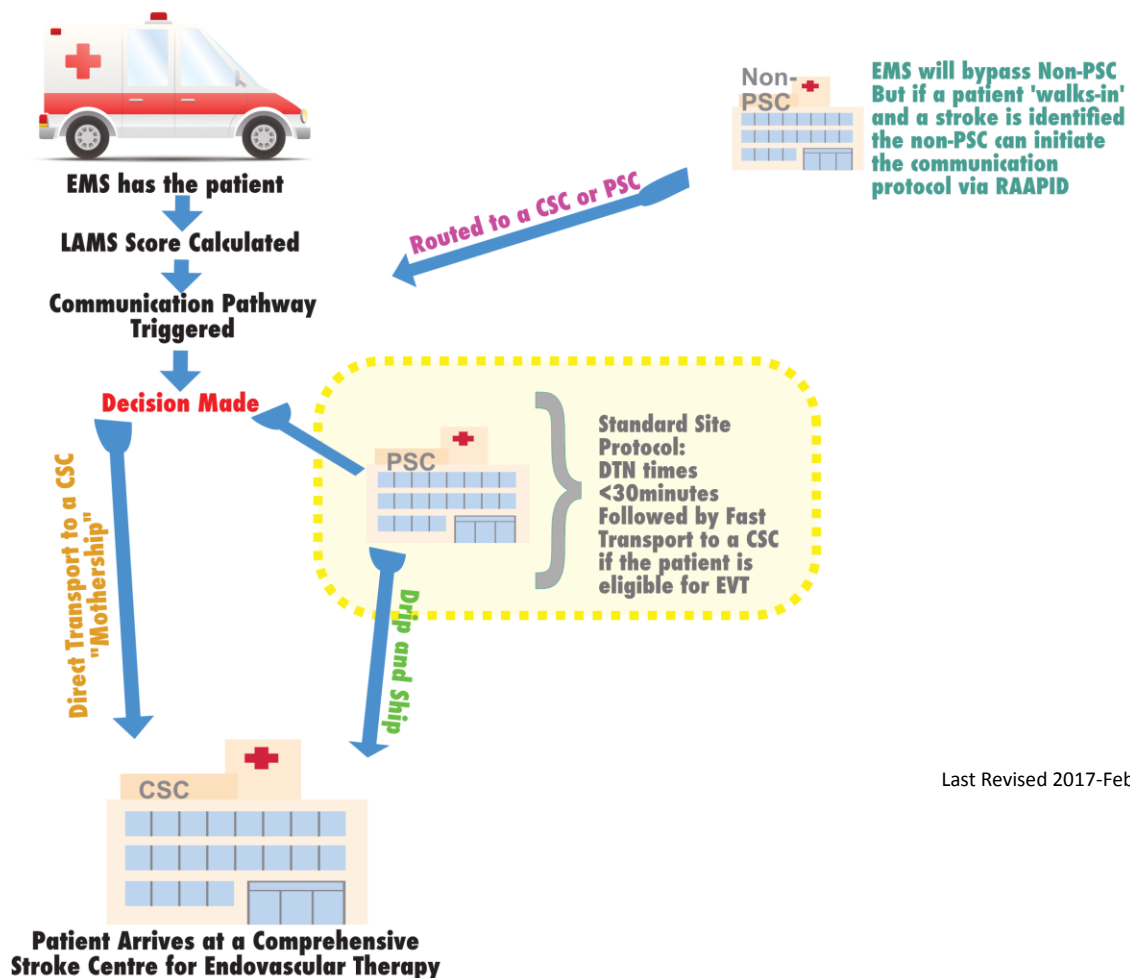 EMS has the patient
LAMS Score Calculated
Communication Pathway
Triggered
Decision Made
Non-
PSC
EMS will bypass Non-PSC
But if a patient 'walks-in'
and a stroke is identified
the non-PSC can initiate
the communication
protocol via RAAPID
Routed to a CSC or PSC
PSC
Standard Site
Protocol:
DTN times
<30minutes
Followed by Fast
Transport to a CSC
if the patient is
eligible for EVT
Direct Transport to a CSC
"Mothership"
Drip and Ship
CSC
Last Revised 2017-Feb
Patient Arrives at a Comprehensive
Stroke Centre for Endovascular Therapy